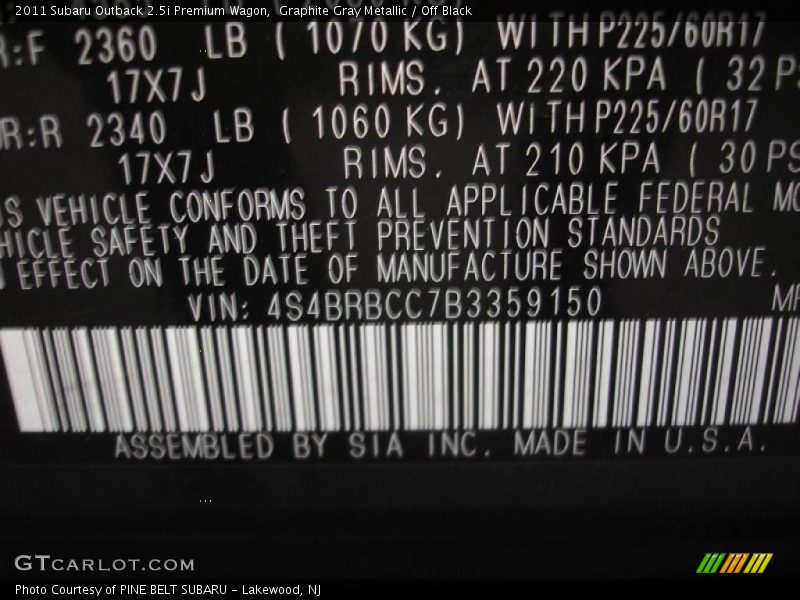 2011 Subaru Outback 2.5i Premium Wagon, Graphite Gray Metallic / Off Black
R:F 2360 LB ( 1070 KG) WITH P225/60R17
17X7J RIMS. AT 220 KPA ( 32 PS
R:R 2340 LB ( 1060 KG) WITH P225/60R17
17X7J RIMS. AT 210 KPA ( 30 PS
IS VEHICLE CONFORMS TO ALL APPLICABLE FEDERAL MO
HICLE SAFETY AND THEFT PREVENTION STANDARDS
EFFECT ON THE DATE OF MANUFACTURE SHOWN ABOVE.
VIN: 4S4BRBCC7B3359150 MP
ASSEMBLED BY SIA INC. MADE IN U.S.A.
GTCARLOT.COM
Photo Courtesy of PINE BELT SUBARU - Lakewood, NJ